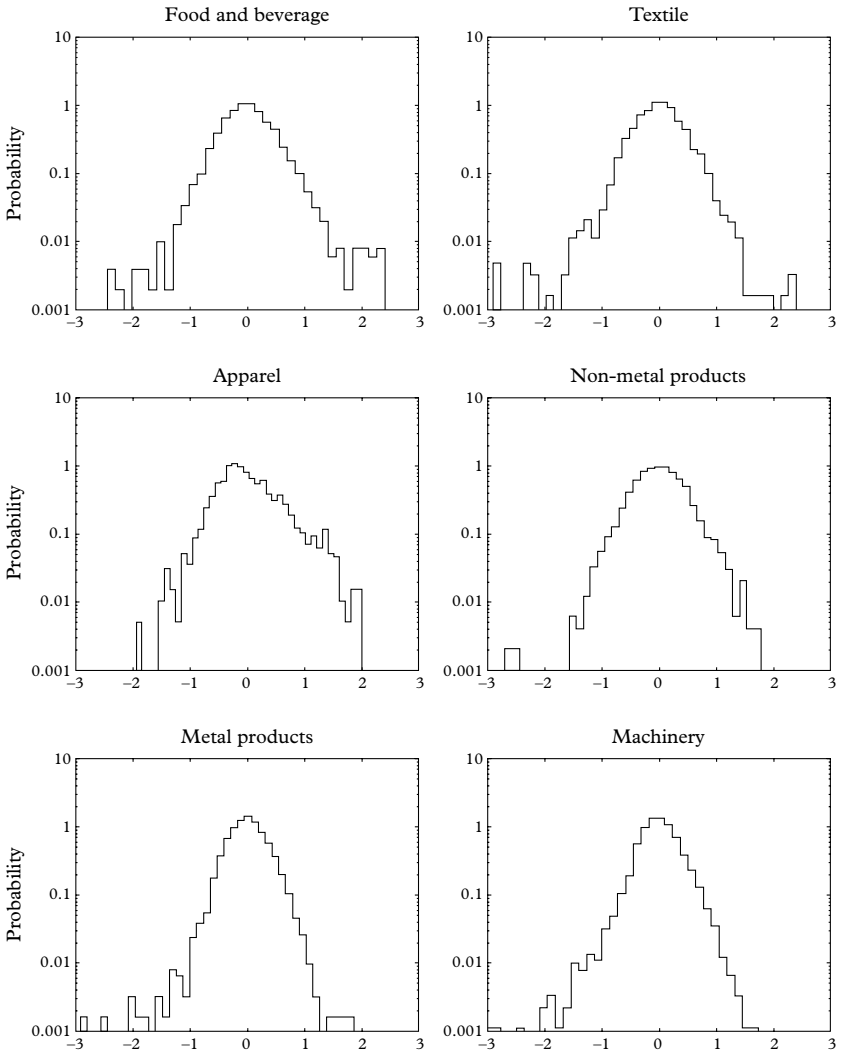 Food and beverage
Textile
10
1
0.1
0.01
0.001
Probability
–3 –2 –1 0 1 2 3
10
1
0.1
0.01
0.001
–3 –2 –1 0 1 2 3
Apparel
Non-metal products
10
1
0.1
0.01
0.001
Probability
–3 –2 –1 0 1 2 3
10
1
0.1
0.01
0.001
–3 –2 –1 0 1 2 3
Metal products
Machinery
10
1
0.1
0.01
0.001
Probability
–3 –2 –1 0 1 2 3
10
1
0.1
0.01
0.001
–3 –2 –1 0 1 2 3